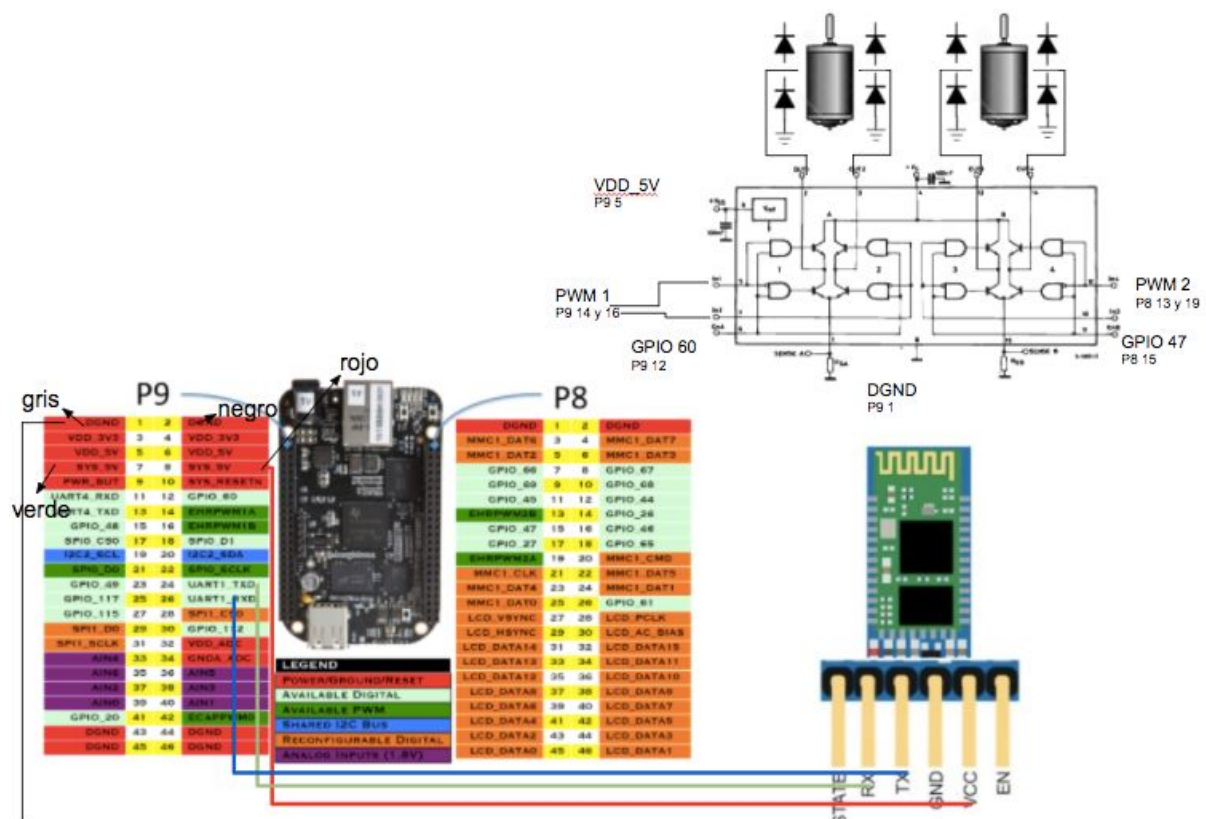 VDD_5V
P9 5
PWM 1
P9 14 y 16
GPIO 60
P9 12
PWM 2
P8 13 y 19
GPIO 47
P8 15
DGND
P9 1
OUT2
2 3 4 13 14
A B
1 2 3 4
SENSE A
rojo
gris
negro
verde
P9
P8
DGND 1 2 DGND
VDD_3V3 3 4 VDD_3V3
VDD_5V 5 6 VDD_5V
SYS_5V 7 8 SYS_5V
PWR_BUT 9 10 SYS_RESETN
UART4_RXD 11 12 GPIO_60
UART4_TXD 13 14 EHRPWM1A
GPIO_48 15 16 EHRPWM1B
SPI0_CS0 17 18 SPI0_D1
I2C2_SCL 19 20 I2C2_SDA
SPI0_D0 21 22 SPI0_SCLK
GPIO_49 23 24 UART1_TXD
GPIO_117 25 26 UART1_RXD
GPIO_115 27 28 SPI1_CS0
SPI1_D0 29 30 GPIO_112
SPI1_SCLK 31 32 VDD_ADC
AIN4 33 34 GNDA_ADC
AIN6 35 36 AIN5
AIN2 37 38 AIN3
AIN0 39 40 AIN1
GPIO_20 41 42 ECAPPWM0
DGND 43 44 DGND
DGND 45 46 DGND
LEGEND
POWER/GROUND/RESET
AVAILABLE DIGITAL
AVAILABLE PWM
SHARED I2C BUS
RECONFIGURABLE DIGITAL
ANALOG INPUTS (1.8V)
DGND 1 2 DGND
MMC1_DAT6 3 4 MMC1_DAT7
MMC1_DAT2 5 6 MMC1_DAT3
GPIO_66 7 8 GPIO_67
GPIO_69 9 10 GPIO_68
GPIO_45 11 12 GPIO_44
EHRPWM2B 13 14 GPIO_26
GPIO_47 15 16 GPIO_46
GPIO_27 17 18 GPIO_65
EHRPWM2A 19 20 MMC1_CMD
MMC1_CLK 21 22 MMC1_DAT5
MMC1_DAT4 23 24 MMC1_DAT1
MMC1_DAT0 25 26 GPIO_61
LCD_VSYNC 27 28 LCD_PCLK
LCD_HSYNC 29 30 LCD_AC_BIAS
LCD_DATA14 31 32 LCD_DATA15
LCD_DATA13 33 34 LCD_DATA11
LCD_DATA12 35 36 LCD_DATA10
LCD_DATA8 37 38 LCD_DATA9
LCD_DATA6 39 40 LCD_DATA7
LCD_DATA4 41 42 LCD_DATA5
LCD_DATA2 43 44 LCD_DATA3
LCD_DATA0 45 46 LCD_DATA1
STATE
RX
TX
GND
VCC
EN